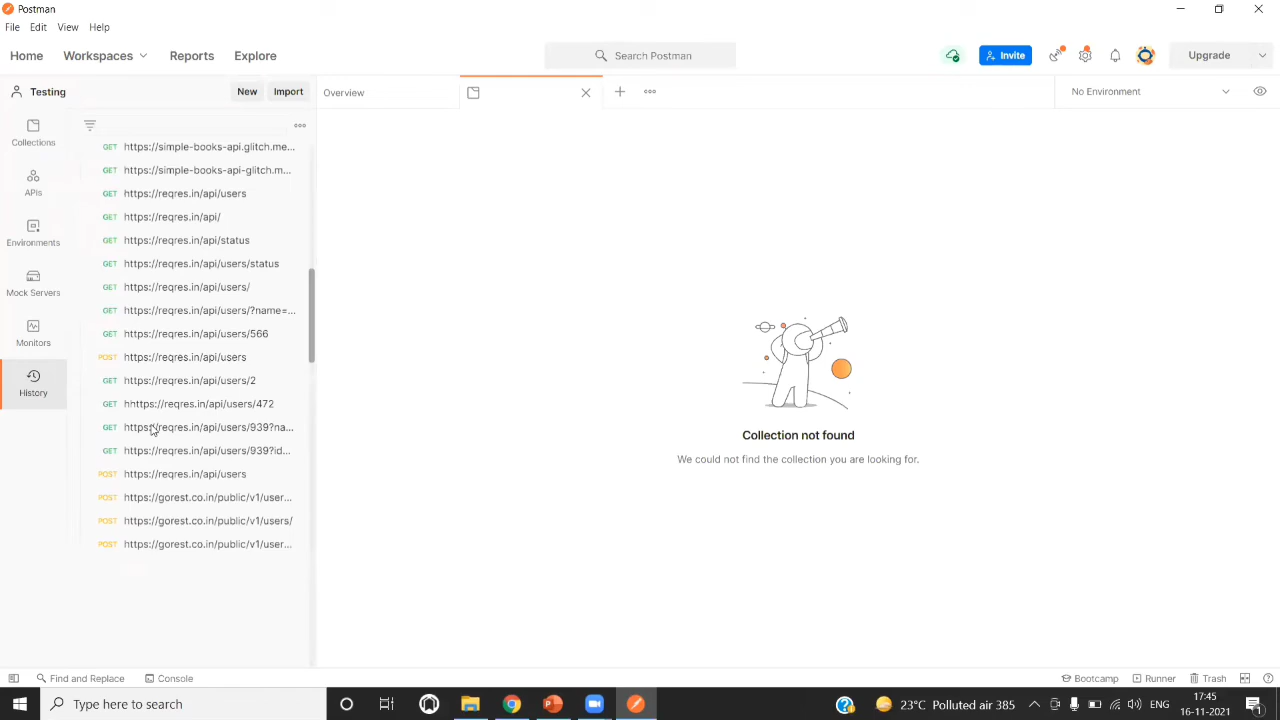 Postman
File Edit View Help
Home Workspaces Reports Explore Search Postman Invite Upgrade
Testing New Import Overview No Environment
Collections
APIs
Environments
Mock Servers
Monitors
History
GET https://simple-books-api.glitch.me...
GET https://simple-books-api-glitch.m...
GET https://reqres.in/api/users
GET https://reqres.in/api/
GET https://reqres.in/api/status
GET https://reqres.in/api/users/status
GET https://reqres.in/api/users/
GET https://reqres.in/api/users/?name=...
GET https://reqres.in/api/users/566
POST https://reqres.in/api/users
GET https://reqres.in/api/users/2
GET hhttps://reqres.in/api/users/472
GET https://reqres.in/api/users/939?na...
GET https://reqres.in/api/users/939?id...
POST https://reqres.in/api/users
POST https://gorest.co.in/public/v1/user...
POST https://gorest.co.in/public/v1/users/
POST https://gorest.co.in/public/v1/user...
Collection not found
We could not find the collection you are looking for.
Find and Replace Console Bootcamp Runner Trash
Type here to search 23°C Polluted air 385 ENG 17:45
16-11-2021 1